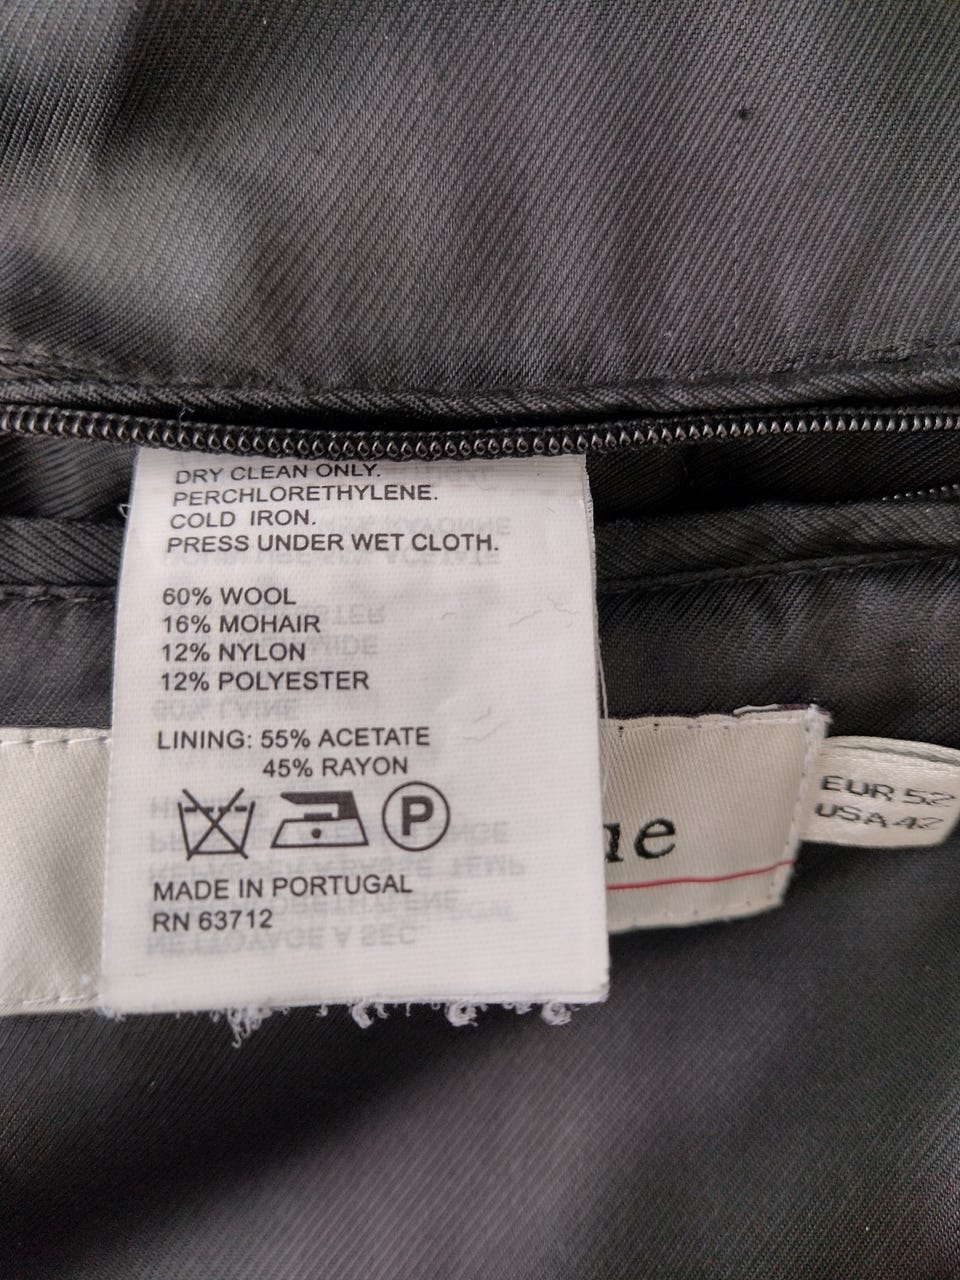 DRY CLEAN ONLY.
PERCHLORETHYLENE.
COLD IRON.
PRESS UNDER WET CLOTH.
60% WOOL
16% MOHAIR
12% NYLON
12% POLYESTER
LINING: 55% ACETATE
45% RAYON
P
MADE IN PORTUGAL
RN 63712
ne
EUR 52
USA 42